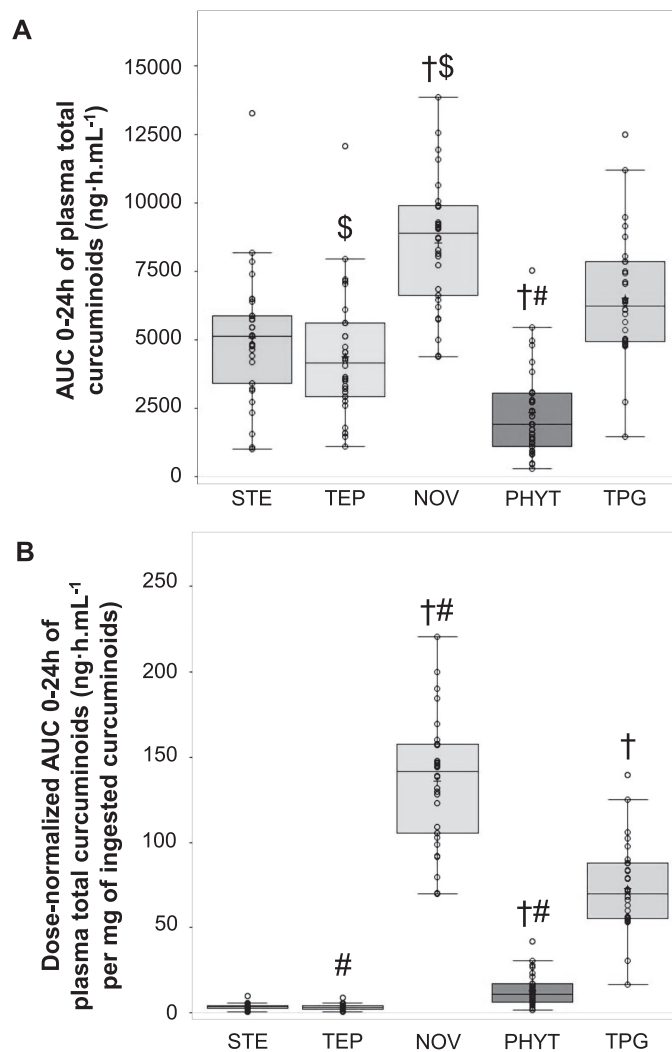 A
AUC 0-24h of plasma total
curcuminoids (ng·h.mL-1)
15000
12500
10000
7500
5000
2500
0
†$
$
†#
STE TEP NOV PHYT TPG
B
Dose-normalized AUC 0-24h of
plasma total curcuminoids (ng·h.mL-1
per mg of ingested curcuminoids)
250
200
150
100
50
0
†#
†
†#
#
STE TEP NOV PHYT TPG